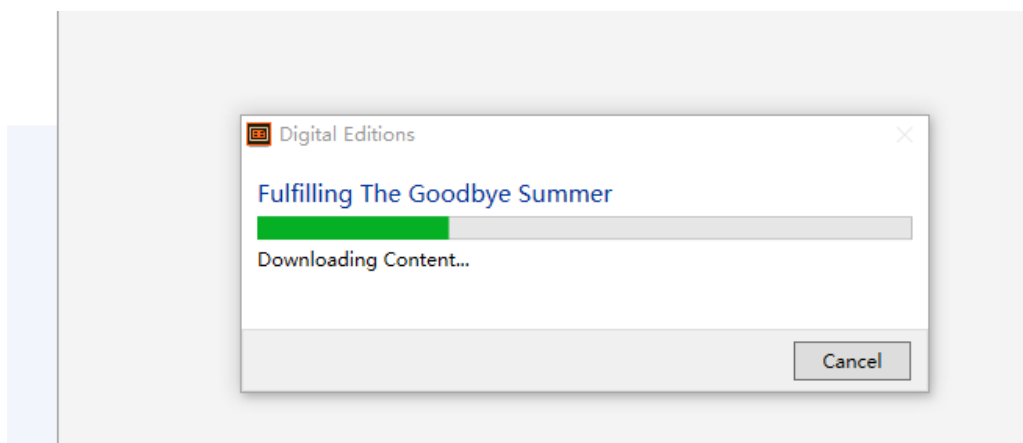 Digital Editions
Fulfilling The Goodbye Summer
Downloading Content...
Cancel